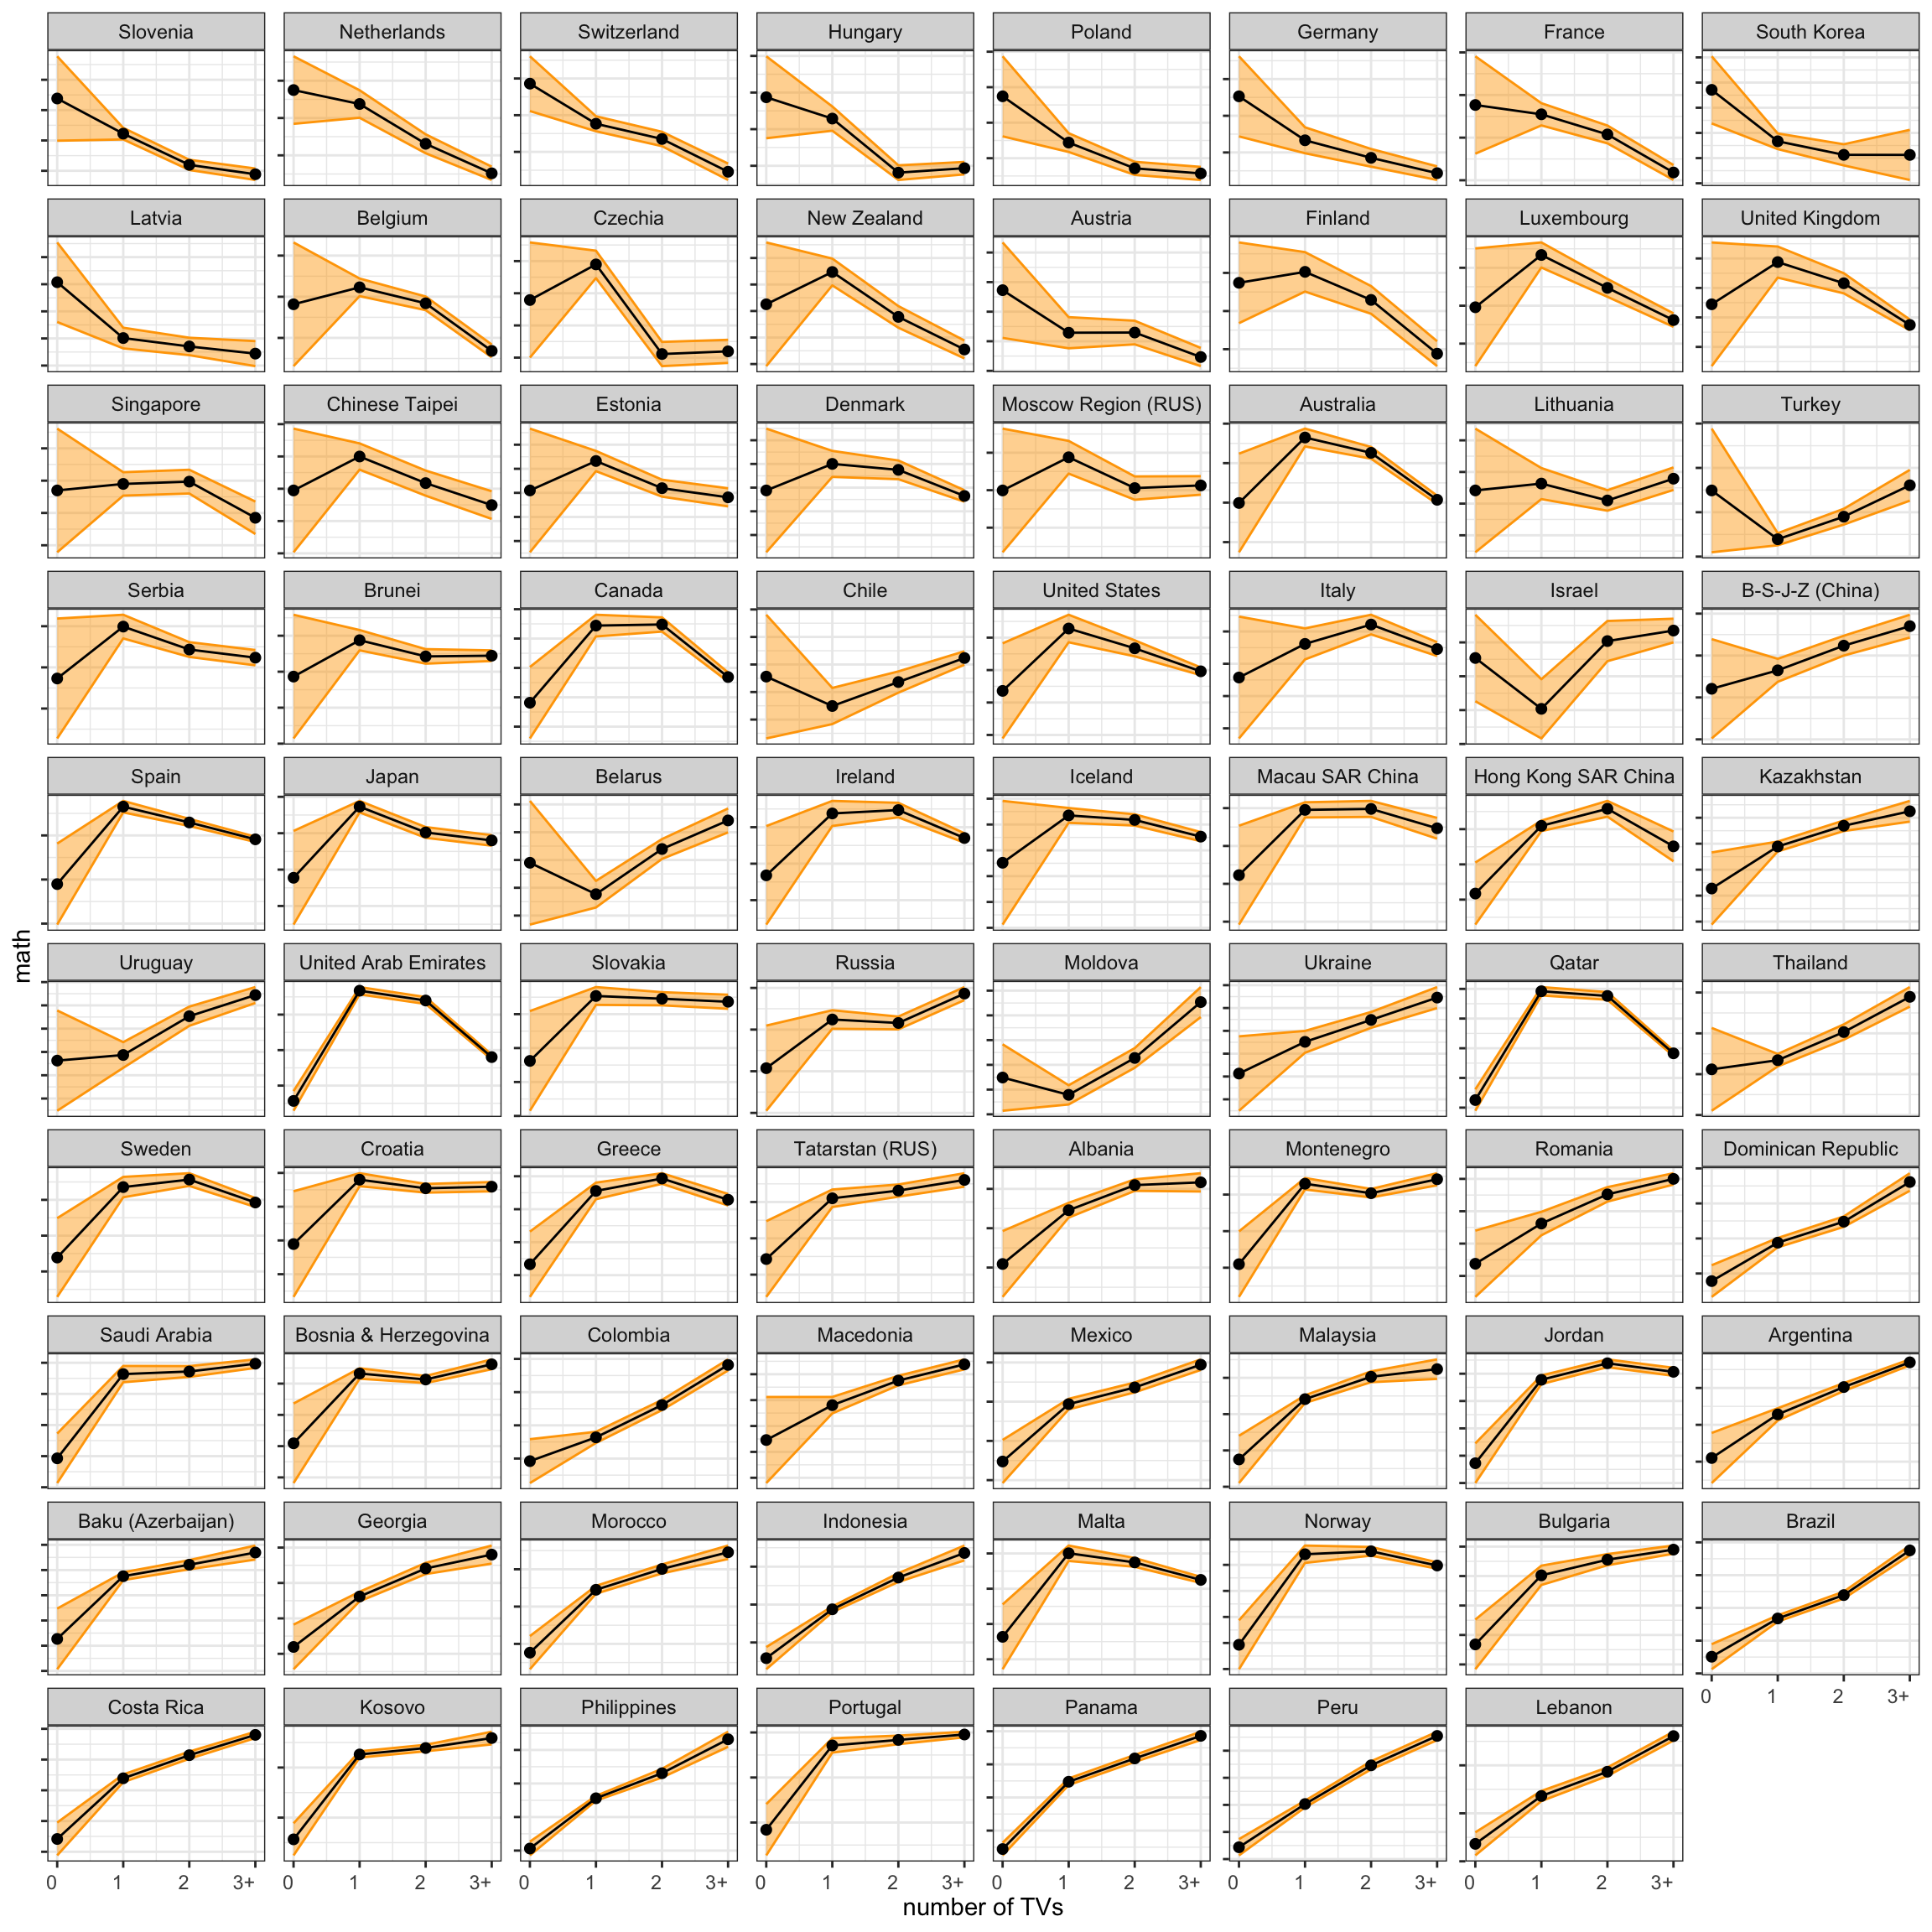 Slovenia Netherlands Switzerland Hungary Poland Germany France South Korea
Latvia Belgium Czechia New Zealand Austria Finland Luxembourg United Kingdom
Singapore Chinese Taipei Estonia Denmark Moscow Region (RUS) Australia Lithuania Turkey
Serbia Brunei Canada Chile United States Italy Israel B-S-J-Z (China)
Spain Japan Belarus Ireland Iceland Macau SAR China Hong Kong SAR China Kazakhstan
math
Uruguay United Arab Emirates Slovakia Russia Moldova Ukraine Qatar Thailand
Sweden Croatia Greece Tatarstan (RUS) Albania Montenegro Romania Dominican Republic
Saudi Arabia Bosnia & Herzegovina Colombia Macedonia Mexico Malaysia Jordan Argentina
Baku (Azerbaijan) Georgia Morocco Indonesia Malta Norway Bulgaria Brazil
0 1 2 3+
Costa Rica Kosovo Philippines Portugal Panama Peru Lebanon
0 1 2 3+ 0 1 2 3+ 0 1 2 3+ 0 1 2 3+ 0 1 2 3+ 0 1 2 3+ 0 1 2 3+
number of TVs